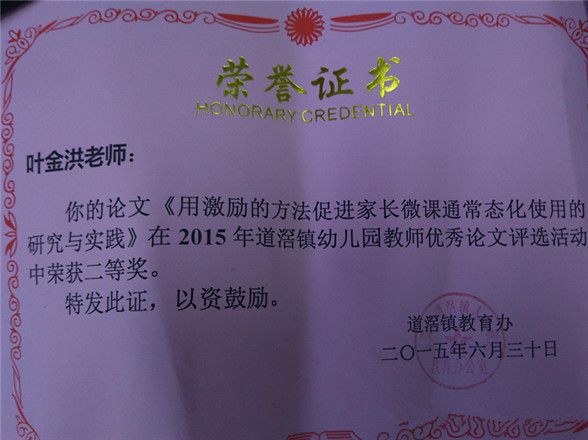 荣誉证书
HONORARY CREDENTIAL
叶金洪老师：
你的论文《用激励的方法促进家长微课通常态化使用的
研究与实践》在 2015 年道滘镇幼儿园教师优秀论文评选活动
中荣获二等奖。
特发此证，以资鼓励。
道滘镇教育办
二〇一五年六月三十日